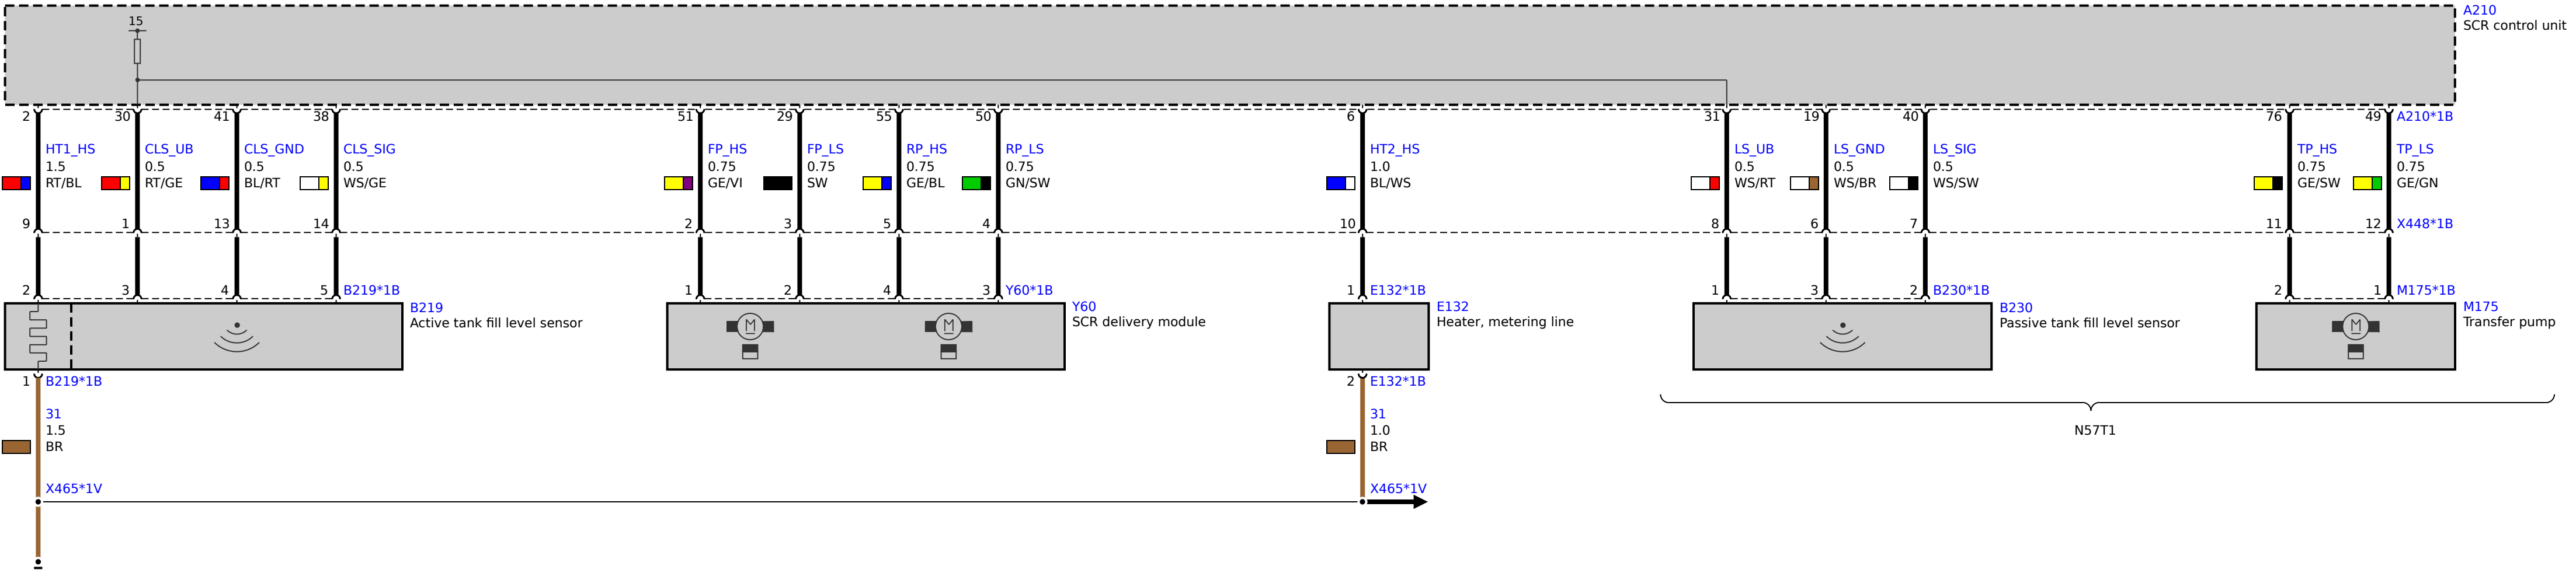 15
A210
SCR control unit
2 30 41 38 51 29 55 50 6 31 19 40 76 49 A210*1B
HT1_HS CLS_UB CLS_GND CLS_SIG FP_HS FP_LS RP_HS RP_LS HT2_HS LS_UB LS_GND LS_SIG TP_HS TP_LS
1.5 0.5 0.5 0.5 0.75 0.75 0.75 0.75 1.0 0.5 0.5 0.5 0.75 0.75
RT/BL RT/GE BL/RT WS/GE GE/VI SW GE/BL GN/SW BL/WS WS/RT WS/BR WS/SW GE/SW GE/GN
9 1 13 14 2 3 5 4 10 8 6 7 11 12 X448*1B
2 3 4 5 B219*1B 1 2 4 3 Y60*1B 1 E132*1B 1 3 2 B230*1B 2 1 M175*1B
B219
Active tank fill level sensor
M M
Y60
SCR delivery module
E132
Heater, metering line
B230
Passive tank fill level sensor
M
M175
Transfer pump
1 B219*1B 2 E132*1B
31 31
1.5 1.0
BR BR
N57T1
X465*1V X465*1V